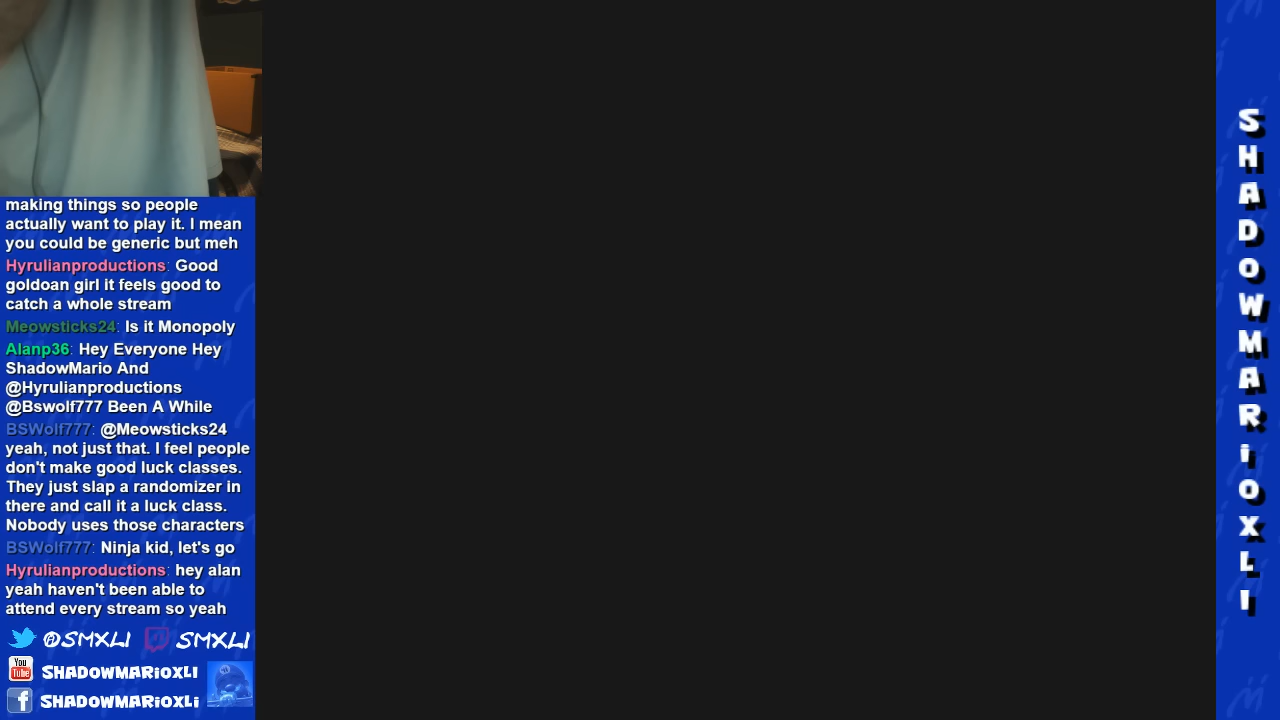 making things so people
actually want to play it. I mean
you could be generic but meh
Hyrulianproductions: Good
goldoan girl it feels good to
catch a whole stream
Meowsticks24: Is it Monopoly
Alanp36: Hey Everyone Hey
ShadowMario And
@Hyrulianproductions
@Bswolf777 Been A While
BSWolf777: @Meowsticks24
yeah, not just that. I feel people
don't make good luck classes.
They just slap a randomizer in
there and call it a luck class.
Nobody uses those characters
BSWolf777: Ninja kid, let's go
Hyrulianproductions: hey alan
yeah haven't been able to
attend every stream so yeah
@SMXLI SMXLI
You Tube SHADOWMARiOXLI
f SHADOWMARiOXLi
SHADOWMARiOXLI